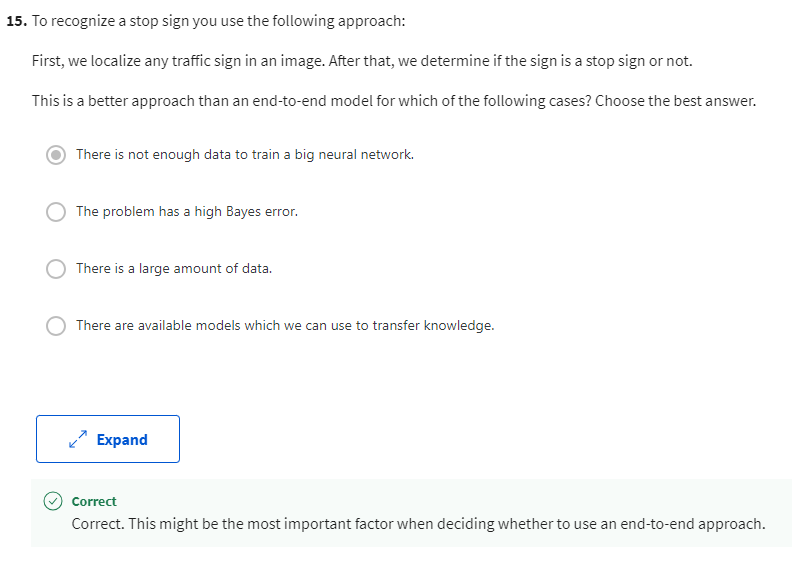 15. To recognize a stop sign you use the following approach:
First, we localize any traffic sign in an image. After that, we determine if the sign is a stop sign or not.
This is a better approach than an end-to-end model for which of the following cases? Choose the best answer.
There is not enough data to train a big neural network.
The problem has a high Bayes error.
There is a large amount of data.
There are available models which we can use to transfer knowledge.
Expand
Correct
Correct. This might be the most important factor when deciding whether to use an end-to-end approach.